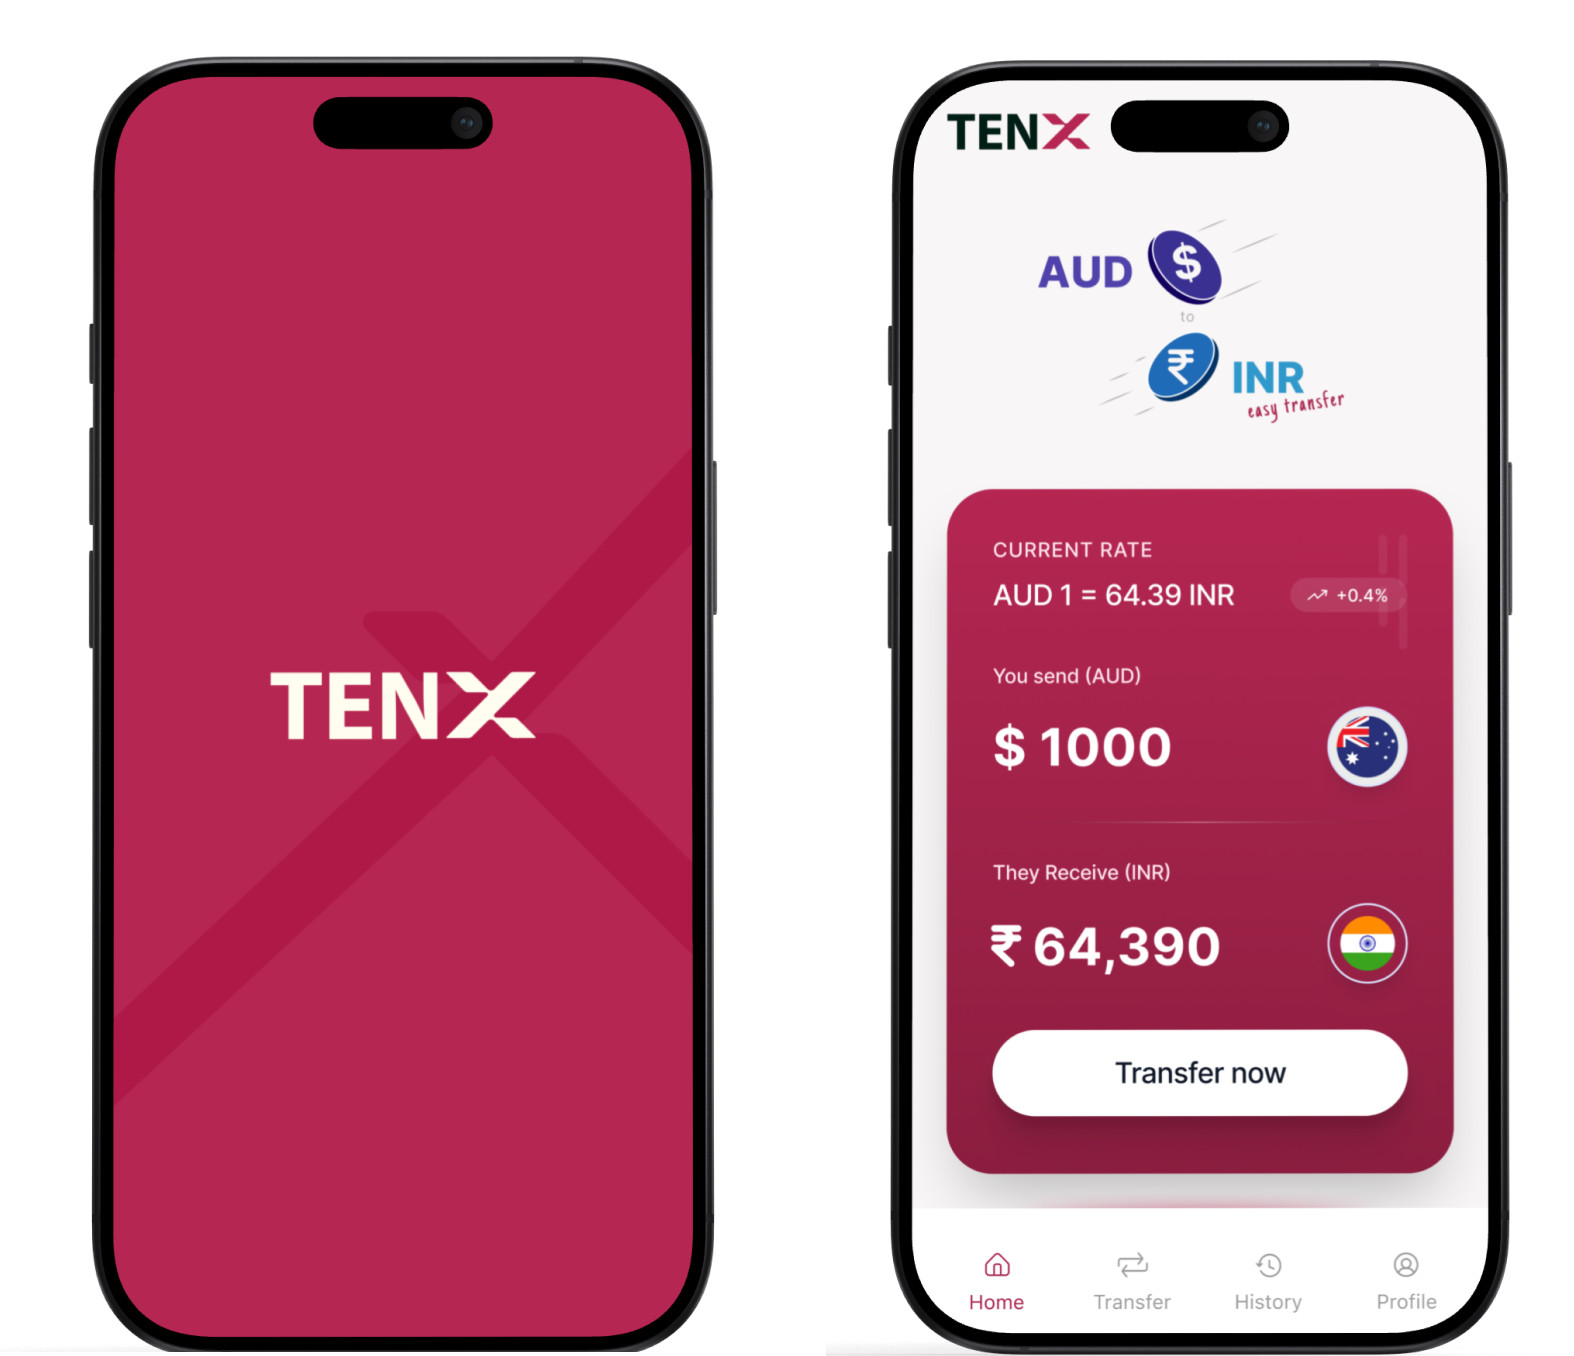 TENX
TENX
AUD $
to
₹ INR
easy transfer
CURRENT RATE
AUD 1 = 64.39 INR
+0.4%
You send (AUD)
$ 1000
They Receive (INR)
₹ 64,390
Transfer now
Home
Transfer
History
Profile